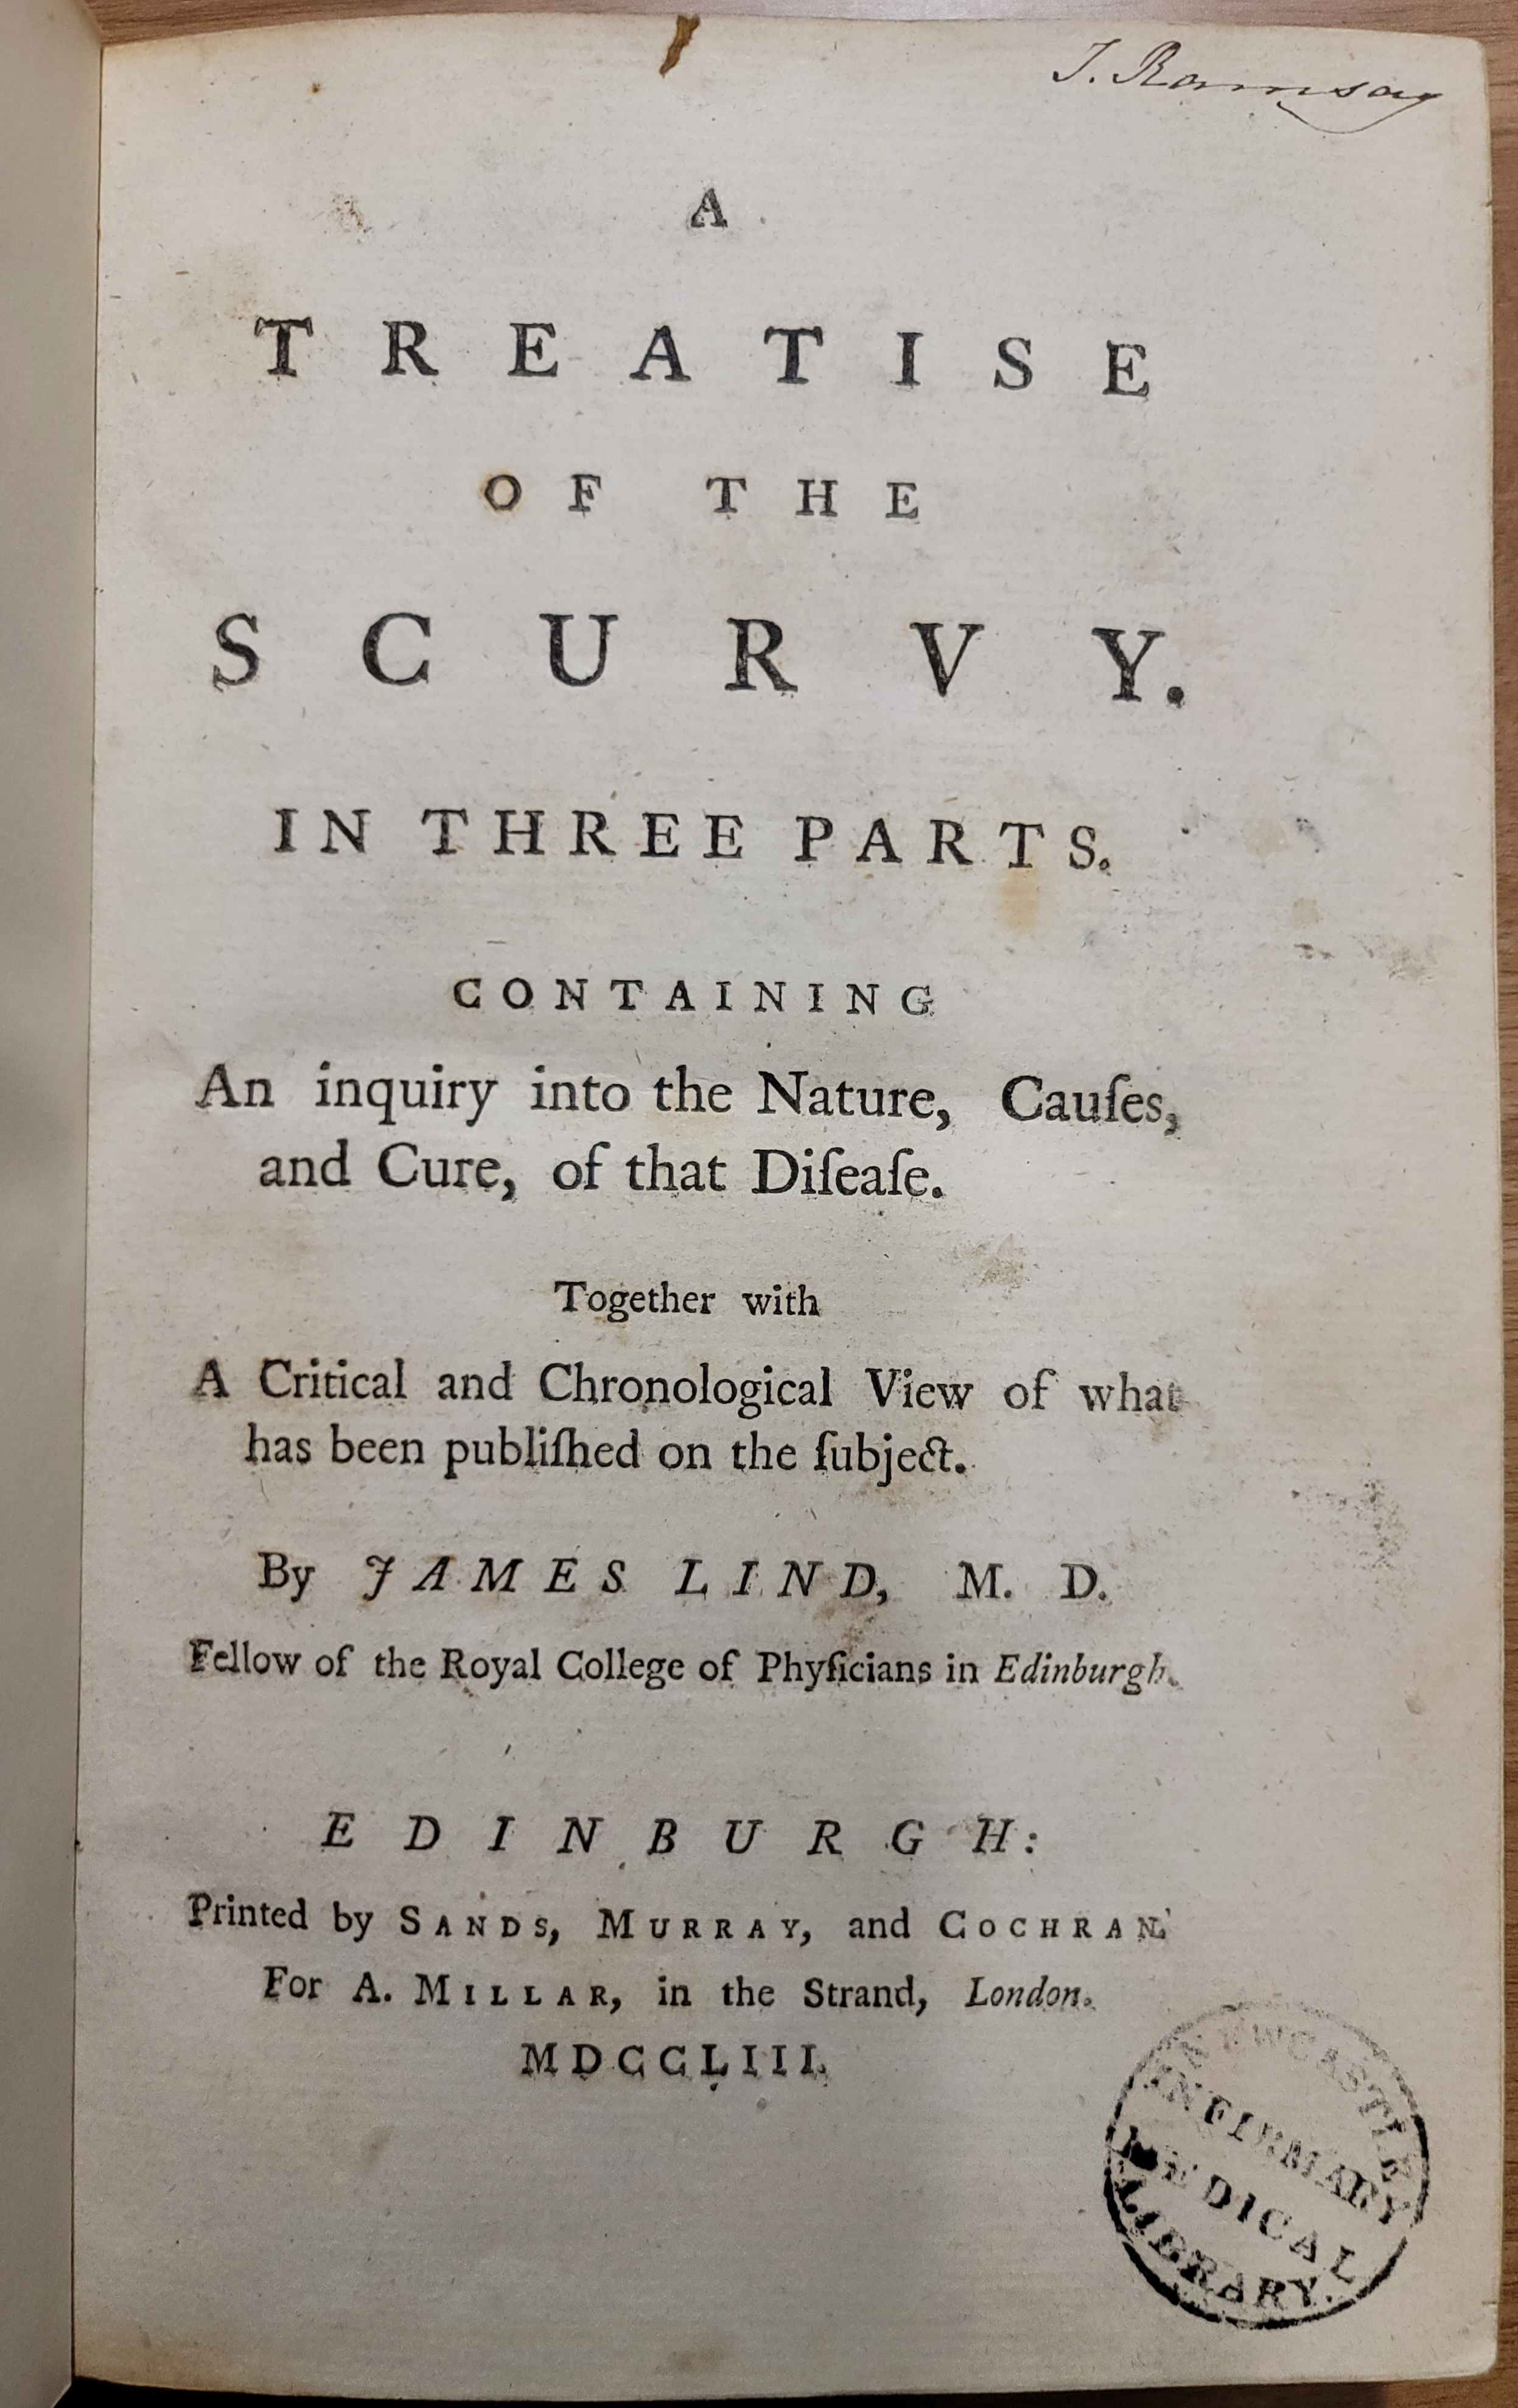 J. Ramsay
A
TREATISE
OF THE
SCURVY.
IN THREE PARTS.
CONTAINING
An inquiry into the Nature, Cauſes,
and Cure, of that Diſeaſe.
Together with
A Critical and Chronological View of what
has been publiſhed on the ſubject.
By JAMES LIND, M. D.
Fellow of the Royal College of Phyſicians in Edinburgh.
EDINBURGH:
Printed by SANDS, MURRAY, and COCHRAN.
For A. MILLAR, in the Strand, London.
MDCCLIII.
NEWCASTLE
INFIRMARY
MEDICAL
LIBRARY.